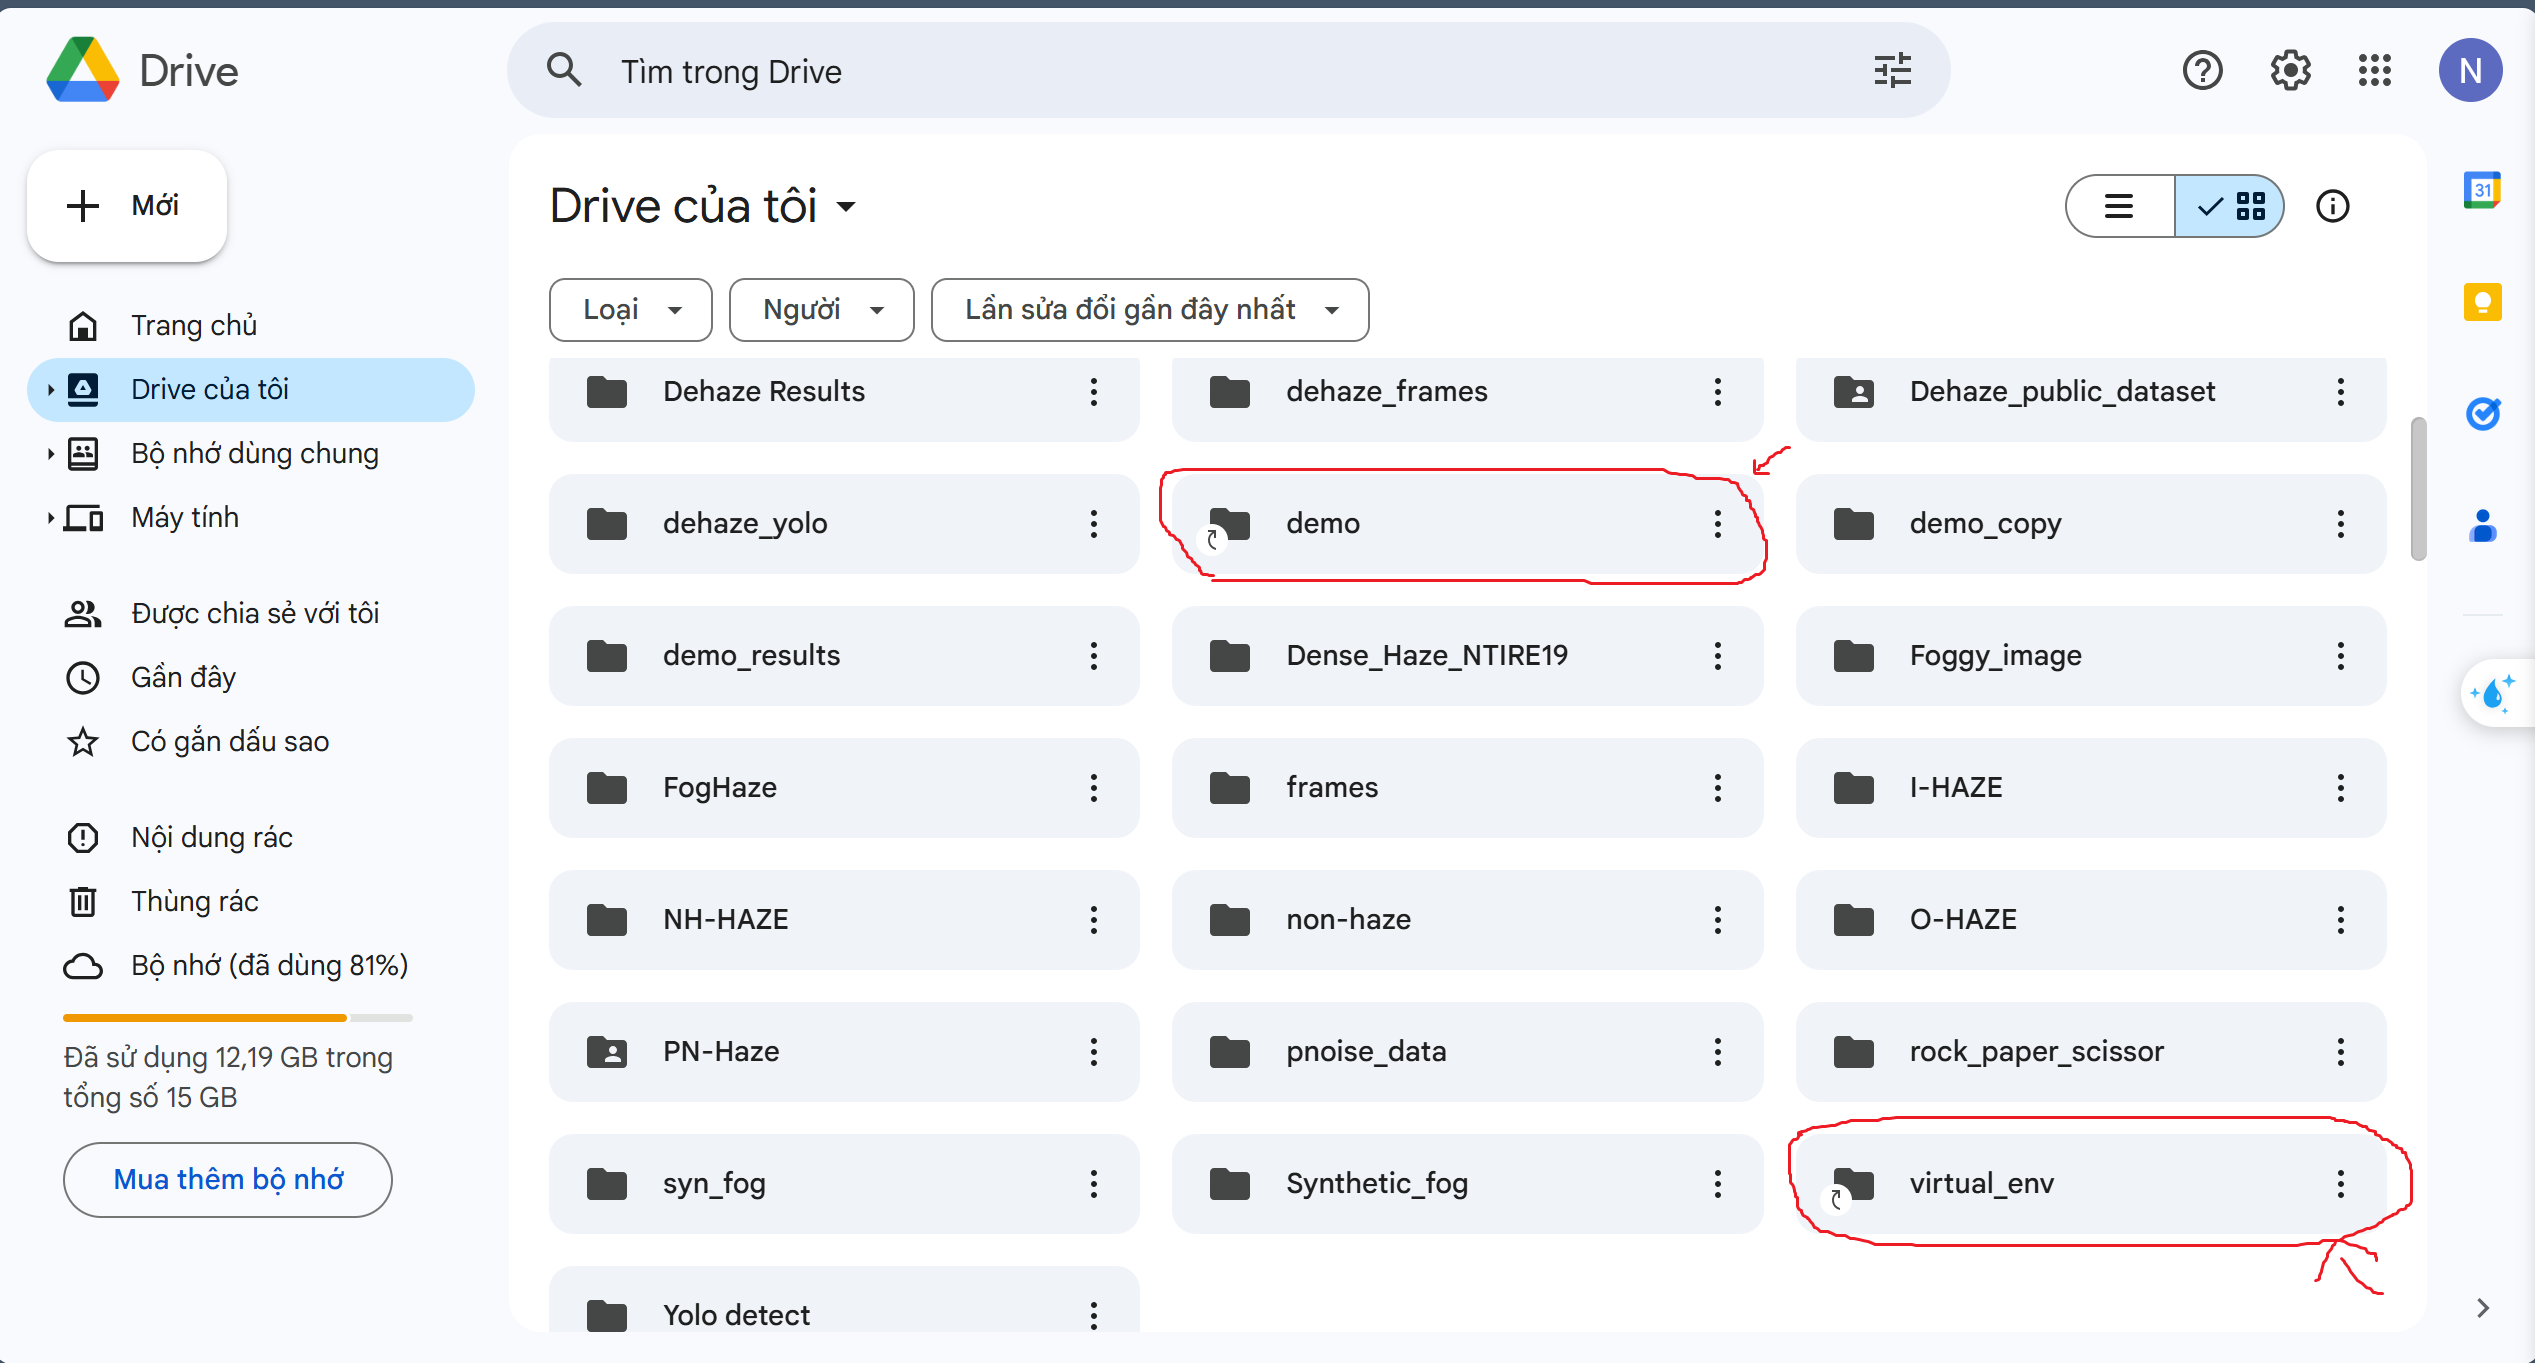 Drive
Tìm trong Drive
N
Mới
Trang chủ
Drive của tôi
Bộ nhớ dùng chung
Máy tính
Được chia sẻ với tôi
Gần đây
Có gắn dấu sao
Nội dung rác
Thùng rác
Bộ nhớ (đã dùng 81%)
Đã sử dụng 12,19 GB trong
tổng số 15 GB
Mua thêm bộ nhớ
Drive của tôi
Loại
Người
Lần sửa đổi gần đây nhất
Dehaze Results
dehaze_frames
Dehaze_public_dataset
dehaze_yolo
demo
demo_copy
demo_results
Dense_Haze_NTIRE19
Foggy_image
FogHaze
frames
I-HAZE
NH-HAZE
non-haze
O-HAZE
PN-Haze
pnoise_data
rock_paper_scissor
syn_fog
Synthetic_fog
virtual_env
Yolo detect
31